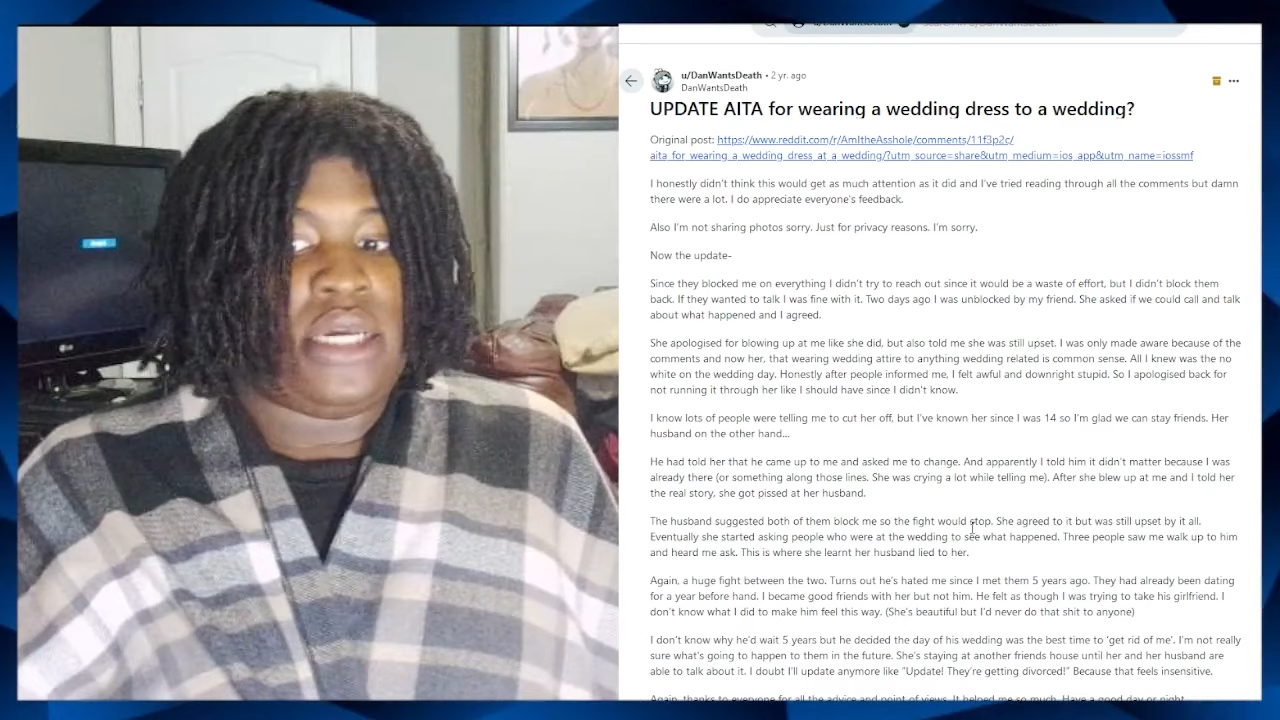 u/DanWantsDeath • 2 yr. ago
DanWantsDeath
UPDATE AITA for wearing a wedding dress to a wedding?
Original post: https://www.reddit.com/r/AmItheAsshole/comments/11f3p2c/
aita_for_wearing_a_wedding_dress_at_a_wedding/?utm_source=share&utm_medium=ios_app&utm_name=iossmf
I honestly didn't think this would get as much attention as it did and I've tried reading through all the comments but damn
there were a lot. I do appreciate everyone's feedback.
Also I'm not sharing photos sorry. Just for privacy reasons. I'm sorry.
Now the update-
Since they blocked me on everything I didn't try to reach out since it would be a waste of effort, but I didn't block them
back. If they wanted to talk I was fine with it. Two days ago I was unblocked by my friend. She asked if we could call and talk
about what happened and I agreed.
She apologised for blowing up at me like she did, but also told me she was still upset. I was only made aware because of the
comments and now her, that wearing wedding attire to anything wedding related is common sense. All I knew was the no
white on the wedding day. Honestly after people informed me, I felt awful and downright stupid. So I apologised back for
not running it through her like I should have since I didn't know.
I know lots of people were telling me to cut her off, but I've known her since I was 14 so I'm glad we can stay friends. Her
husband on the other hand...
He had told her that he came up to me and asked me to change. And apparently I told him it didn't matter because I was
already there (or something along those lines. She was crying a lot while telling me). After she blew up at me and I told her
the real story, she got pissed at her husband.
The husband suggested both of them block me so the fight would stop. She agreed to it but was still upset by it all.
Eventually she started asking people who were at the wedding to see what happened. Three people saw me walk up to him
and heard me ask. This is where she learnt her husband lied to her.
Again, a huge fight between the two. Turns out he's hated me since I met them 5 years ago. They had already been dating
for a year before hand. I became good friends with her but not him. He felt as though I was trying to take his girlfriend. I
don't know what I did to make him feel this way. (She's beautiful but I'd never do that shit to anyone)
I don't know why he'd wait 5 years but he decided the day of his wedding was the best time to 'get rid of me'. I'm not really
sure what's going to happen to them in the future. She's staying at another friends house until her and her husband are
able to talk about it. I doubt I'll update anymore like "Update! They're getting divorced!" Because that feels insensitive.
Again, thanks to everyone for all the advice and point of views. It helped me so much. Have a good day or night